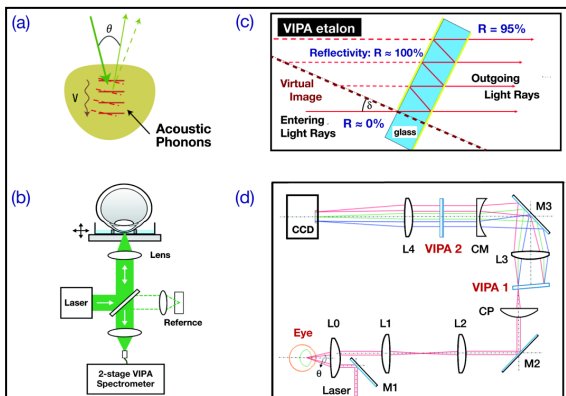 (a)
θ
V
Acoustic
Phonons
(b)
Lens
Laser
Refernce
2-stage VIPA
Spectrometer
(c)
VIPA etalon
R = 95%
Reflectivity: R ≈ 100%
Virtual
Image
δ
Outgoing
Light Rays
Entering
Light Rays
R ≈ 0%
glass
(d)
M3
CCD
L4
VIPA 2
CM
L3
VIPA 1
CP
Eye
L0
L1
L2
θ
M1
M2
Laser